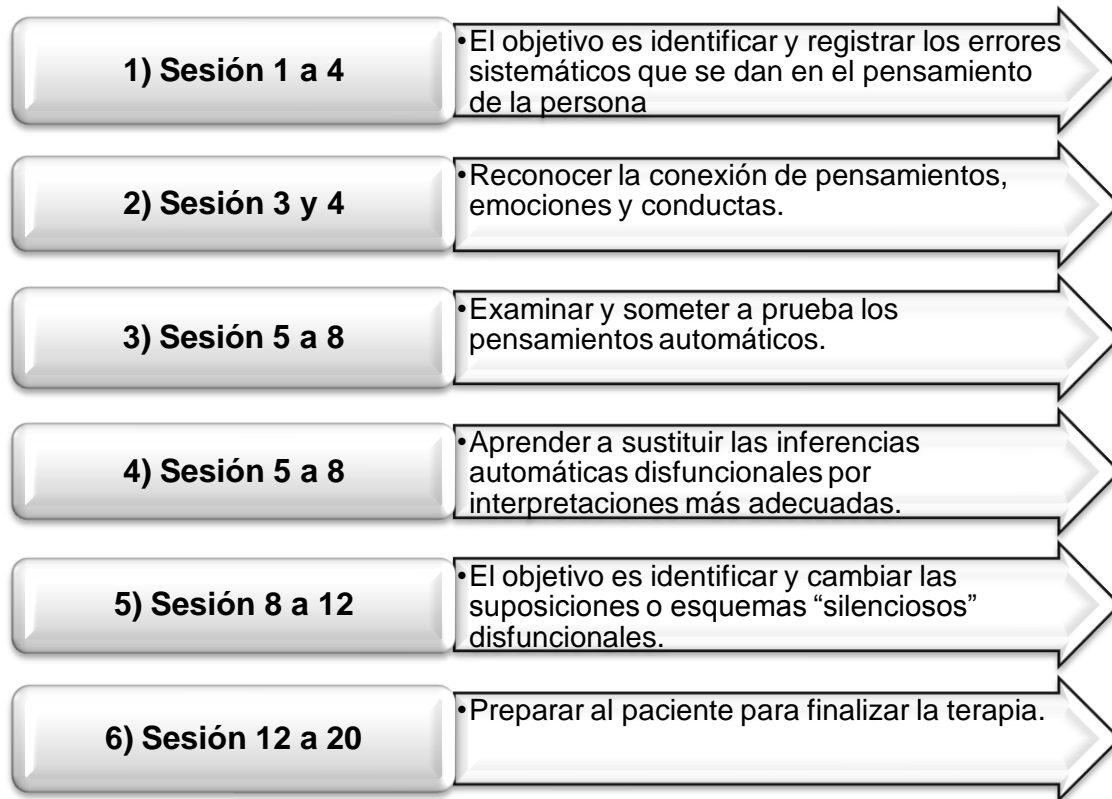 1) Sesión 1 a 4
•El objetivo es identificar y registrar los errores
sistemáticos que se dan en el pensamiento
de la persona
2) Sesión 3 y 4
•Reconocer la conexión de pensamientos,
emociones y conductas.
3) Sesión 5 a 8
•Examinar y someter a prueba los
pensamientos automáticos.
4) Sesión 5 a 8
•Aprender a sustituir las inferencias
automáticas disfuncionales por
interpretaciones más adecuadas.
5) Sesión 8 a 12
•El objetivo es identificar y cambiar las
suposiciones o esquemas “silenciosos”
disfuncionales.
6) Sesión 12 a 20
•Preparar al paciente para finalizar la terapia.